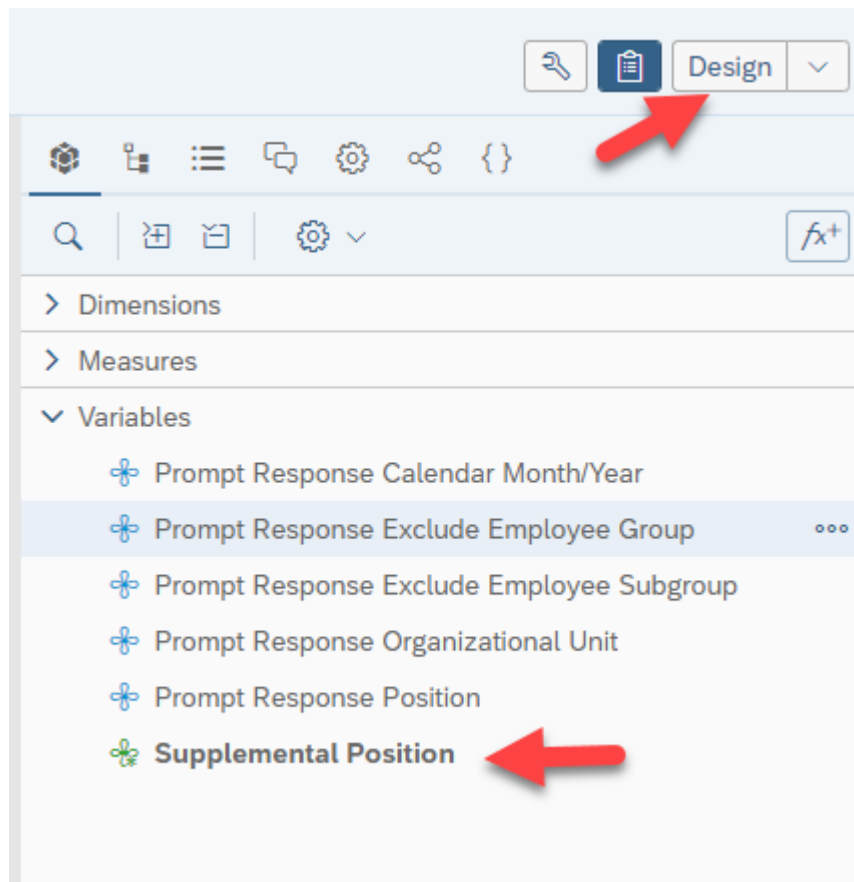 Design
{}
fx+
Dimensions
Measures
Variables
Prompt Response Calendar Month/Year
Prompt Response Exclude Employee Group
Prompt Response Exclude Employee Subgroup
Prompt Response Organizational Unit
Prompt Response Position
Supplemental Position